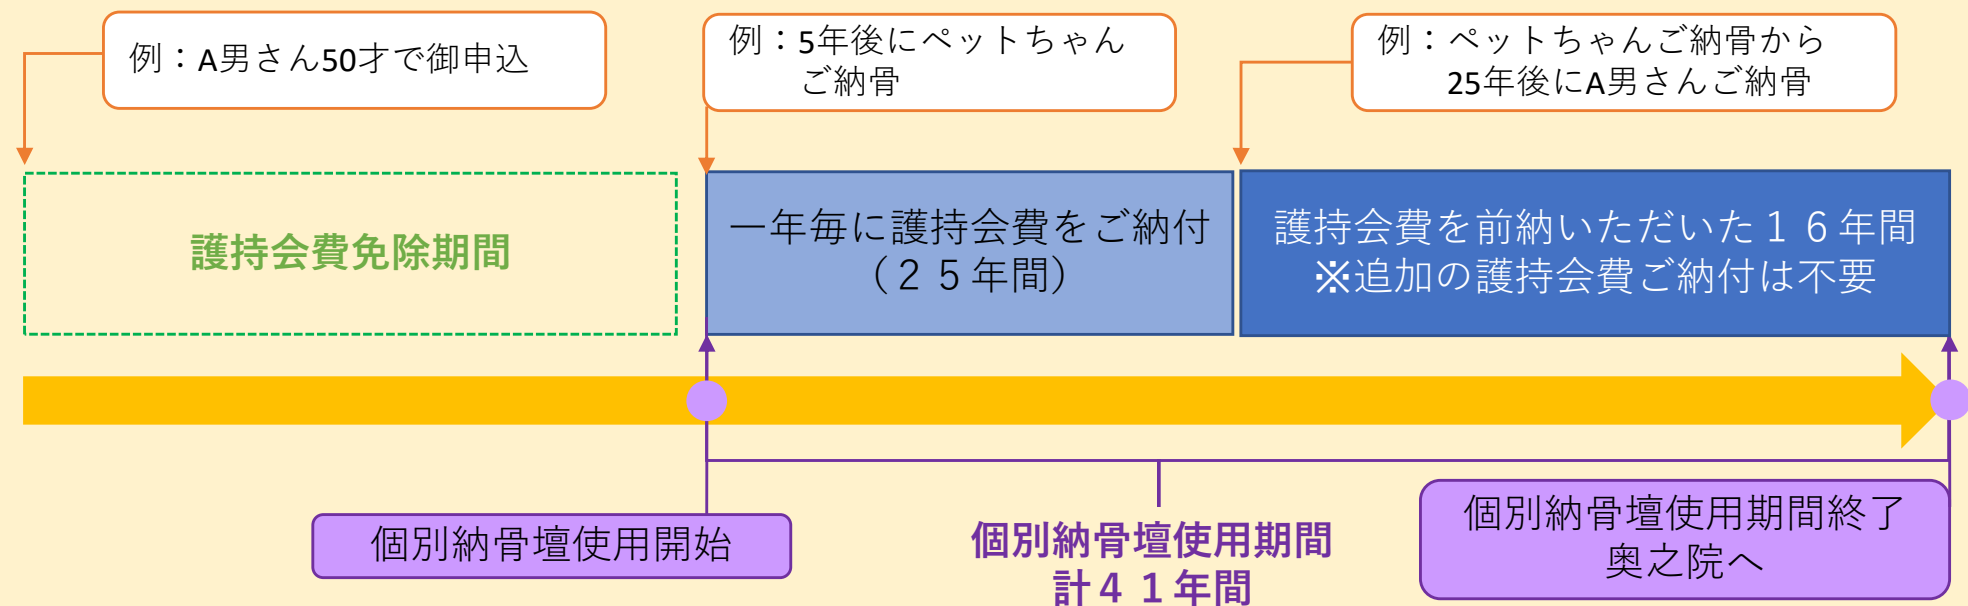 例：A男さん50才で御申込
例：5年後にペットちゃん
ご納骨
例：ペットちゃんご納骨から
25年後にA男さんご納骨
護持会費免除期間
一年毎に護持会費をご納付
（２５年間）
護持会費を前納いただいた１６年間
※追加の護持会費ご納付は不要
個別納骨壇使用開始
個別納骨壇使用期間
計４１年間
個別納骨壇使用期間終了
奥之院へ